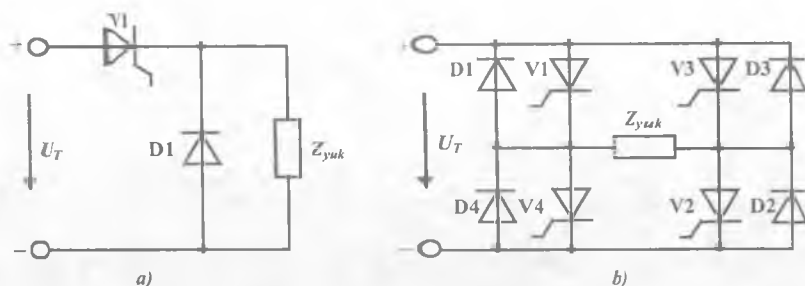 V1
+
U_T
D1
Z_yuk
−
a)
+
D1
V1
V3
D3
Z_yuk
U_T
D4
V4
V2
D2
−
b)